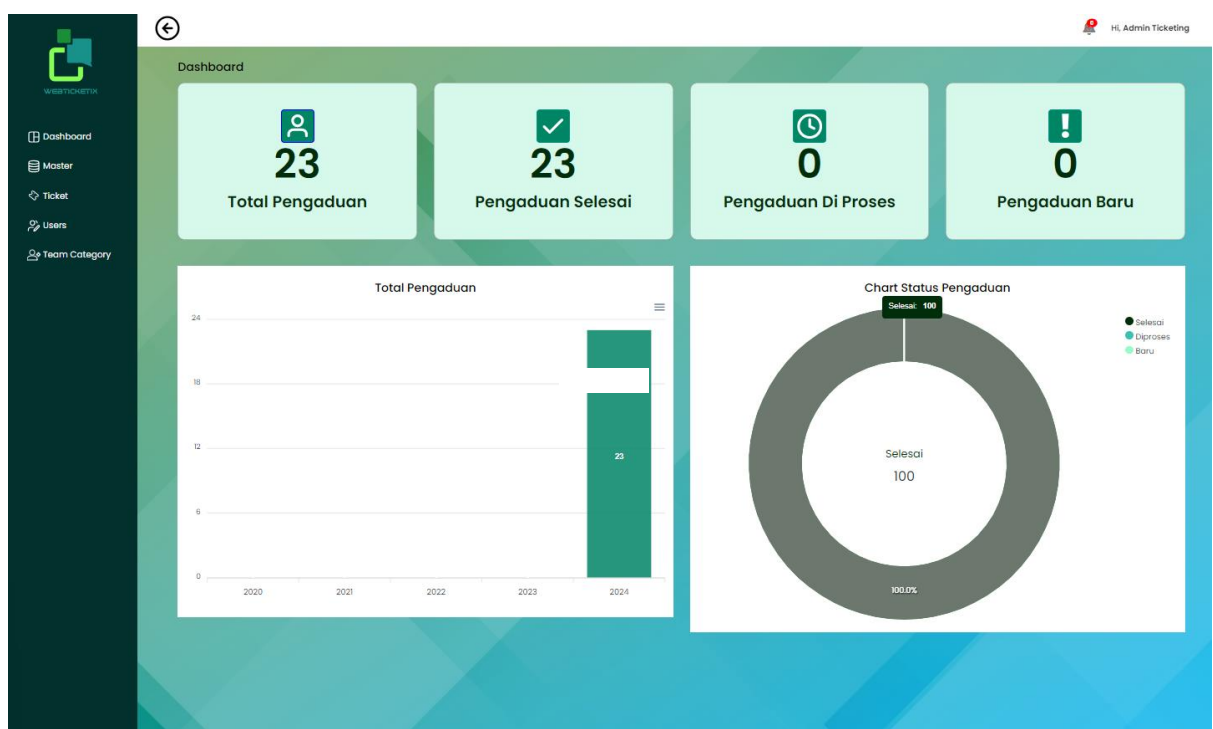 WEBTICKETIX
Dashboard
Master
Ticket
Users
Team Category
0
Hi, Admin Ticketing
Dashboard
23
Total Pengaduan
23
Pengaduan Selesai
0
Pengaduan Di Proses
0
Pengaduan Baru
Total Pengaduan
24
18
12
6
0
23
2020 2021 2022 2023 2024
Chart Status Pengaduan
Selesai: 100
Selesai
Diproses
Baru
Selesai
100
100.0%